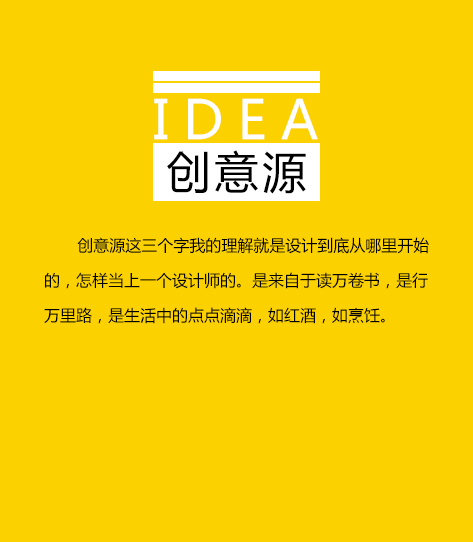 IDEA
创意源
创意源这三个字我的理解就是设计到底从哪里开始
的，怎样当上一个设计师的。是来自于读万卷书，是行
万里路，是生活中的点点滴滴，如红酒，如烹饪。